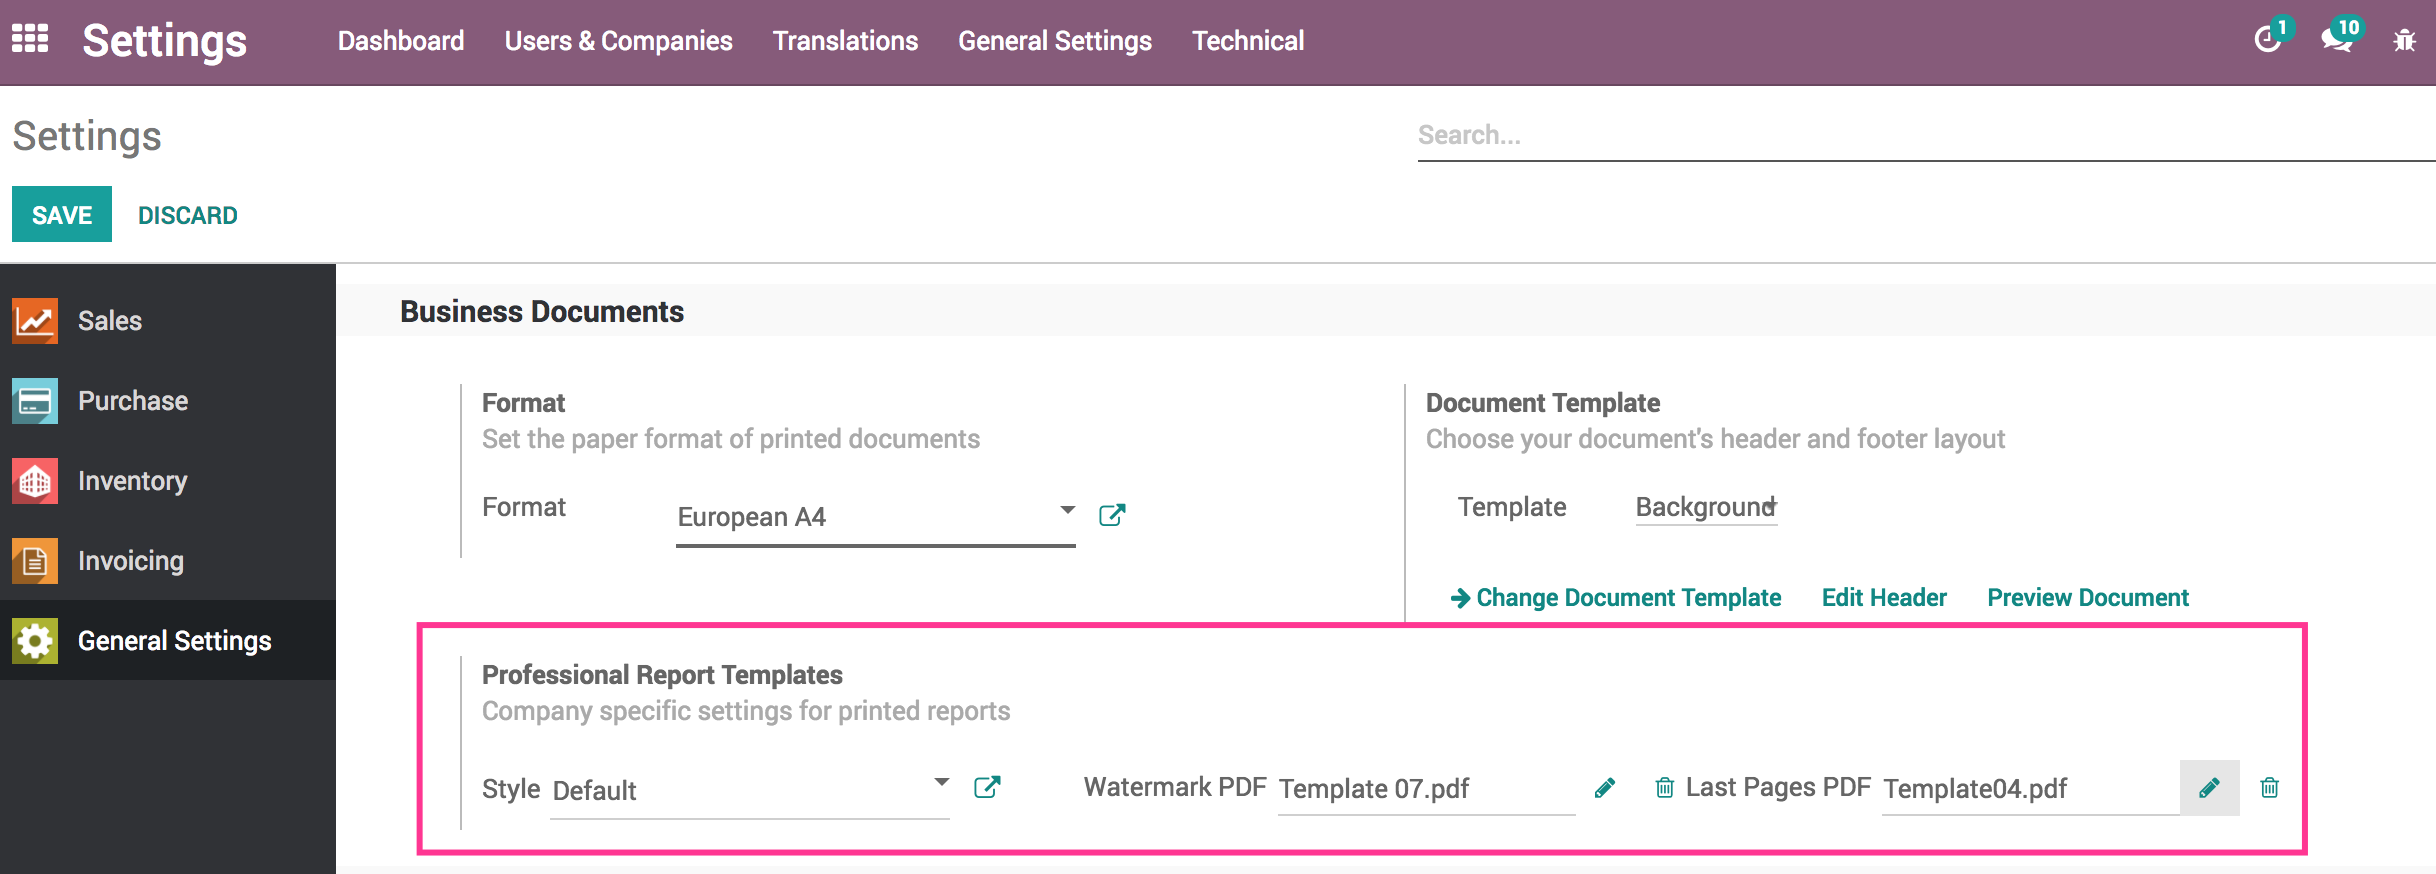 Settings Dashboard Users & Companies Translations General Settings Technical 1 10
Settings
Search...
SAVE DISCARD
Sales
Purchase
Inventory
Invoicing
General Settings
Business Documents
Format
Set the paper format of printed documents
Format European A4
Document Template
Choose your document's header and footer layout
Template Background
Change Document Template Edit Header Preview Document
Professional Report Templates
Company specific settings for printed reports
Style Default Watermark PDF Template 07.pdf Last Pages PDF Template04.pdf